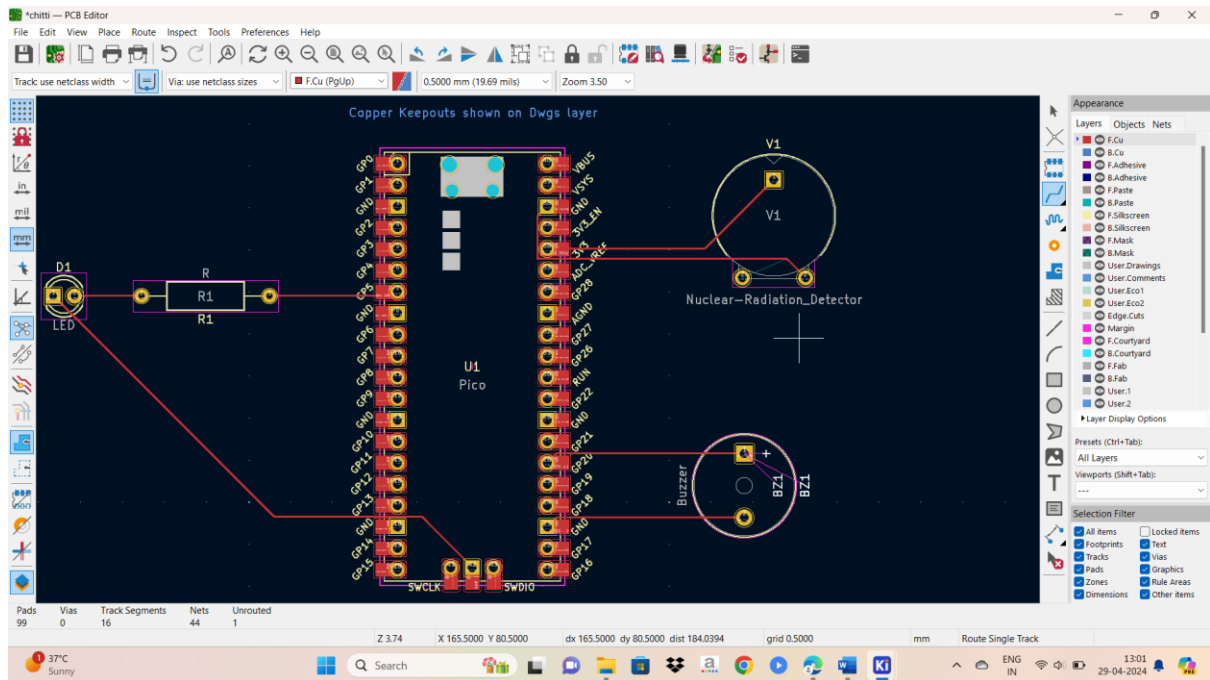 *chitti — PCB Editor
File Edit View Place Route Inspect Tools Preferences Help
Track: use netclass width
Via: use netclass sizes
F.Cu (PgUp)
0.5000 mm (19.69 mils)
Zoom 3.50
in
mil
mm
Copper Keepouts shown on Dwgs layer
GP0
GP1
GND
GP2
GP3
GP4
GP5
GND
GP6
GP7
GP8
GP9
GND
GP10
GP11
GP12
GP13
GND
GP14
GP15
VBUS
VSYS
GND
3V3_EN
3V3
ADC_VREF
GP28
AGND
GP27
GP26
RUN
GP22
GND
GP21
GP20
GP19
GP18
GND
GP17
GP16
U1
Pico
SWCLK
SWDIO
D1
LED
R
R1
R1
V1
V1
Nuclear-Radiation_Detector
Buzzer
+
BZ1
BZ1
Appearance
Layers Objects Nets
F.Cu
B.Cu
F.Adhesive
B.Adhesive
F.Paste
B.Paste
F.Silkscreen
B.Silkscreen
F.Mask
B.Mask
User.Drawings
User.Comments
User.Eco1
User.Eco2
Edge.Cuts
Margin
F.Courtyard
B.Courtyard
F.Fab
B.Fab
User.1
User.2
Layer Display Options
Presets (Ctrl+Tab):
All Layers
Viewports (Shift+Tab):
---
Selection Filter
All items Locked items
Footprints Text
Tracks Vias
Pads Graphics
Zones Rule Areas
Dimensions Other items
Pads Vias Track Segments Nets Unrouted
99 0 16 44 1
Z 3.74 X 165.5000 Y 80.5000 dx 165.5000 dy 80.5000 dist 184.0394 grid 0.5000 mm Route Single Track
1
37°C
Sunny
Search
Ki
ENG
IN
13:01
29-04-2024